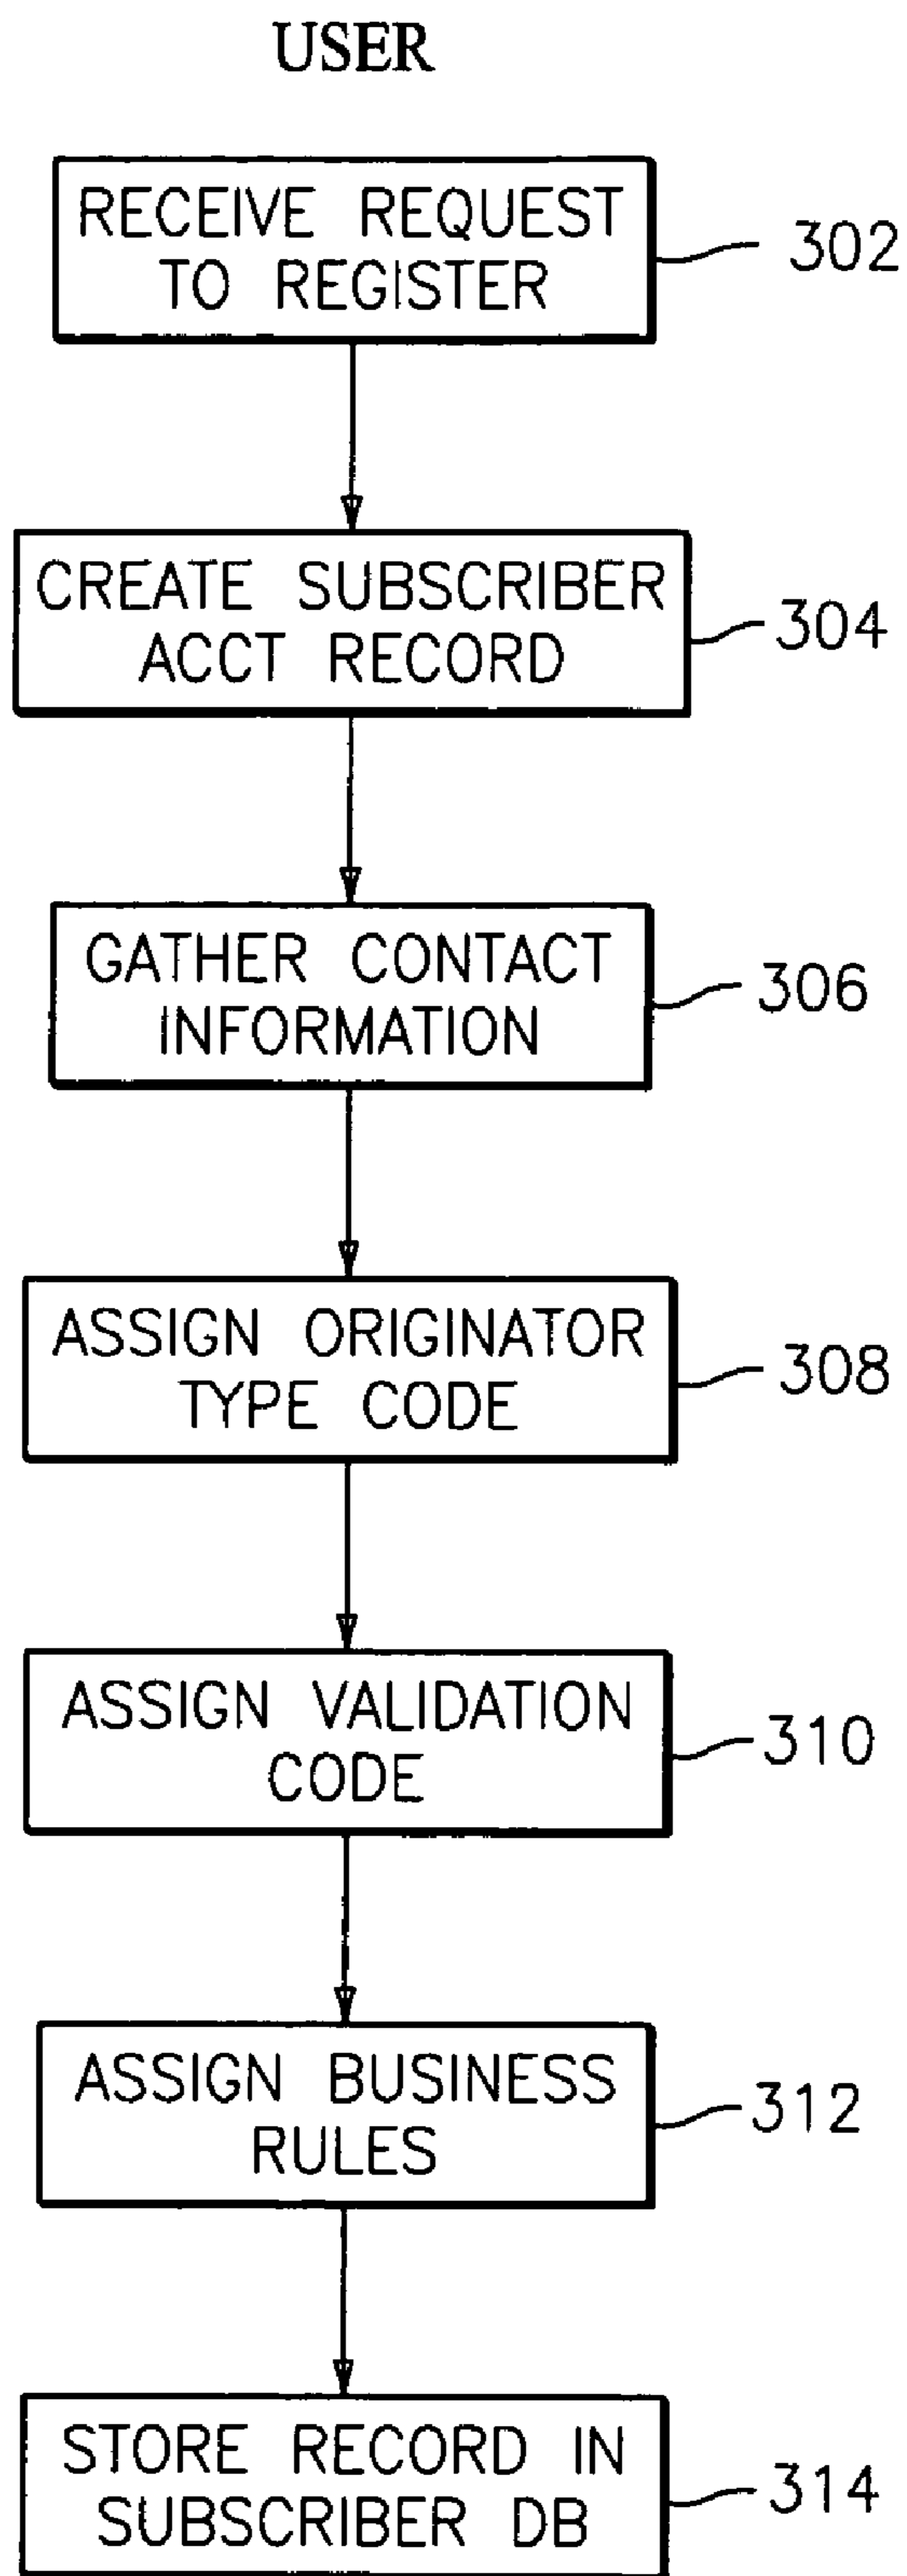 USER
RECEIVE REQUEST
TO REGISTER
302
CREATE SUBSCRIBER
ACCT RECORD
304
GATHER CONTACT
INFORMATION
306
ASSIGN ORIGINATOR
TYPE CODE
308
ASSIGN VALIDATION
CODE
310
ASSIGN BUSINESS
RULES
312
STORE RECORD IN
SUBSCRIBER DB
314